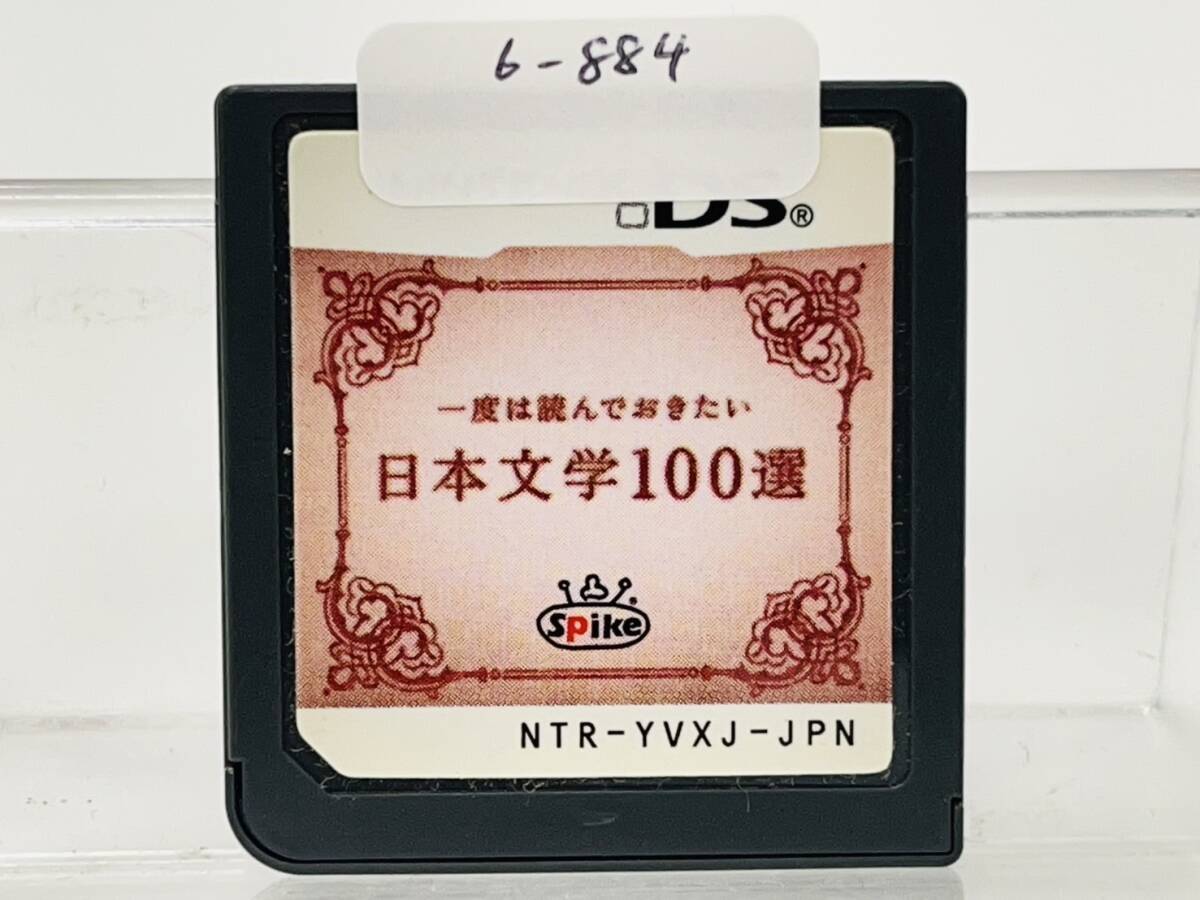 6-884
DS®
一度は読んでおきたい
日本文学100選
Spike
NTR-YVXJ-JPN